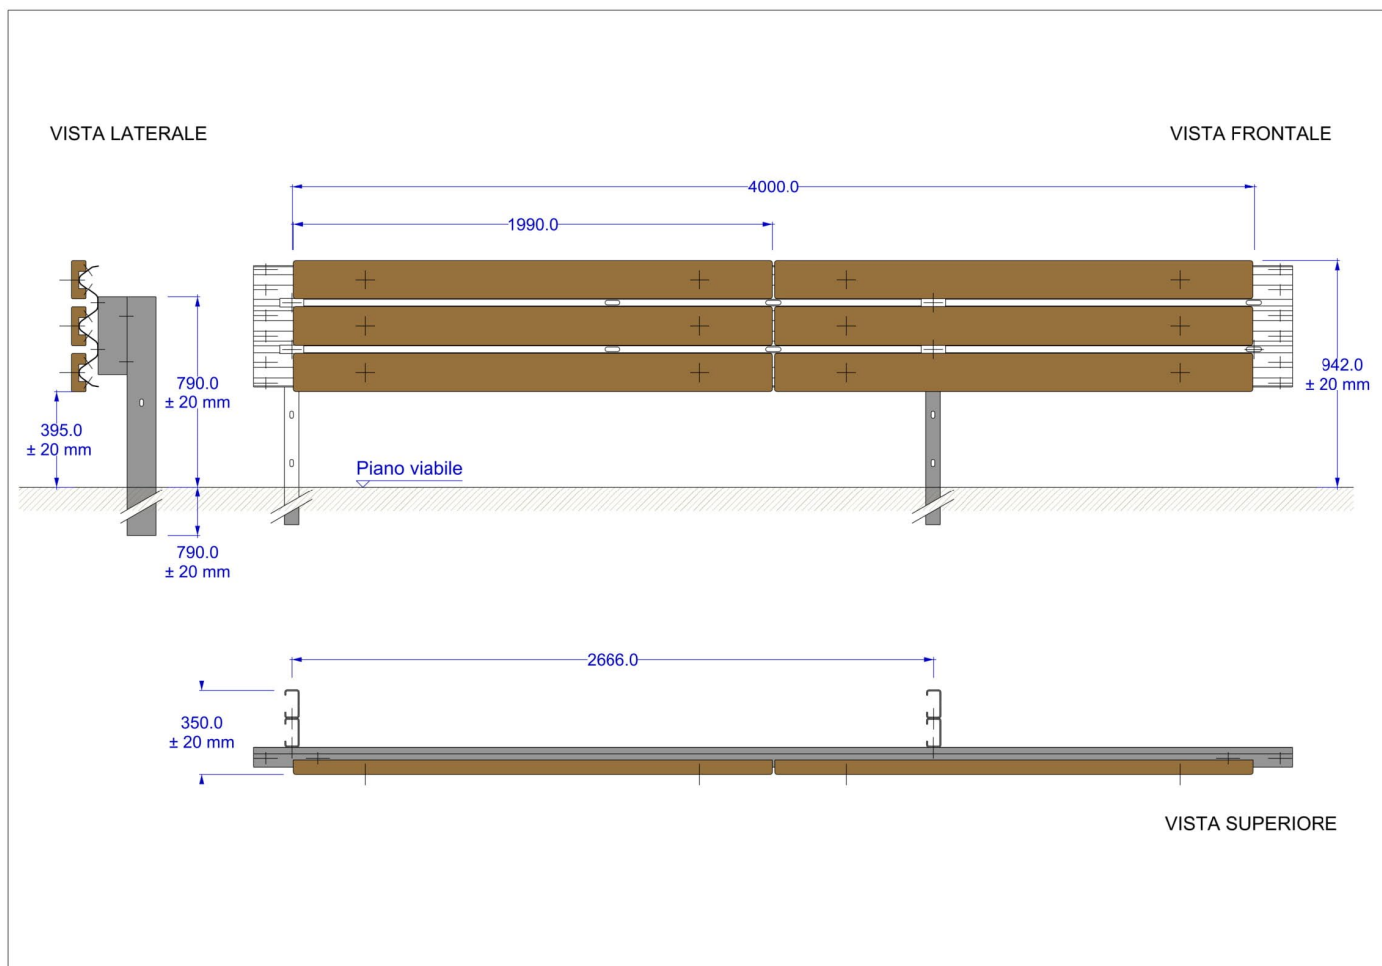 VISTA LATERALE
VISTA FRONTALE
4000.0
1990.0
790.0
± 20 mm
942.0
± 20 mm
395.0
± 20 mm
Piano viabile
790.0
± 20 mm
2666.0
350.0
± 20 mm
VISTA SUPERIORE